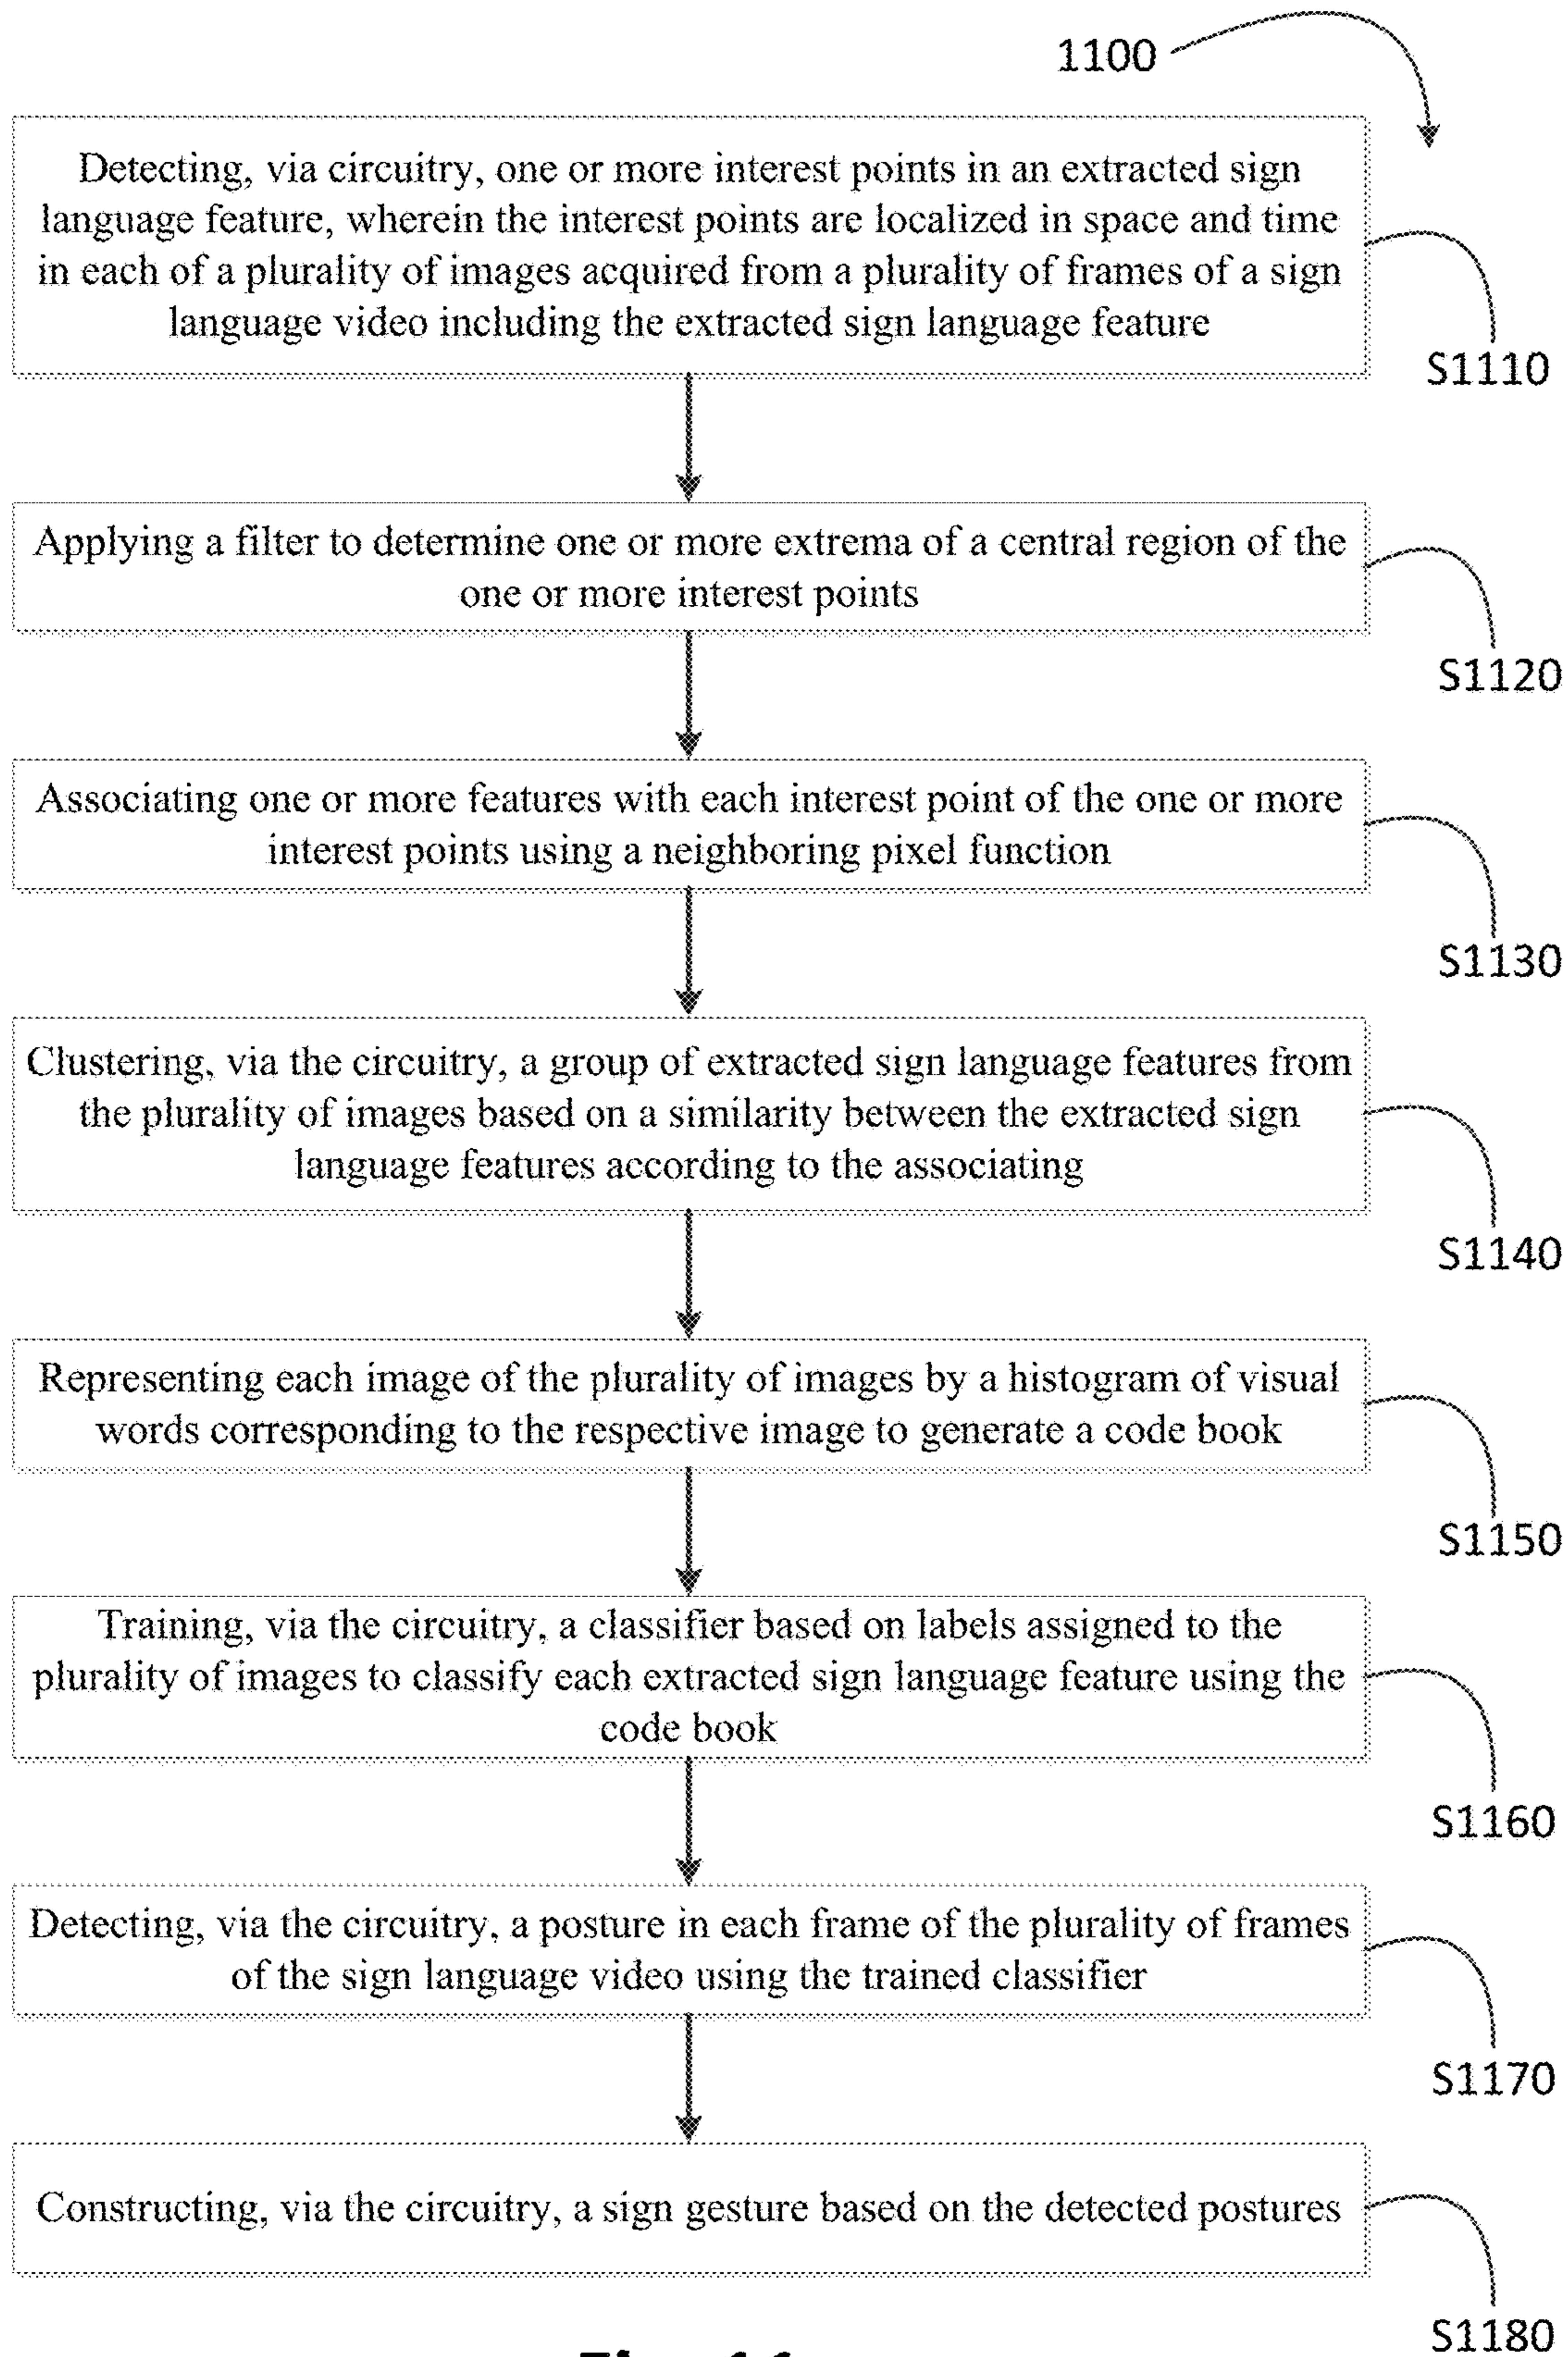 1100
Detecting, via circuitry, one or more interest points in an extracted sign
language feature, wherein the interest points are localized in space and time
in each of a plurality of images acquired from a plurality of frames of a sign
language video including the extracted sign language feature
S1110
Applying a filter to determine one or more extrema of a central region of the
one or more interest points
S1120
Associating one or more features with each interest point of the one or more
interest points using a neighboring pixel function
S1130
Clustering, via the circuitry, a group of extracted sign language features from
the plurality of images based on a similarity between the extracted sign
language features according to the associating
S1140
Representing each image of the plurality of images by a histogram of visual
words corresponding to the respective image to generate a code book
S1150
Training, via the circuitry, a classifier based on labels assigned to the
plurality of images to classify each extracted sign language feature using the
code book
S1160
Detecting, via the circuitry, a posture in each frame of the plurality of frames
of the sign language video using the trained classifier
S1170
Constructing, via the circuitry, a sign gesture based on the detected postures
S1180